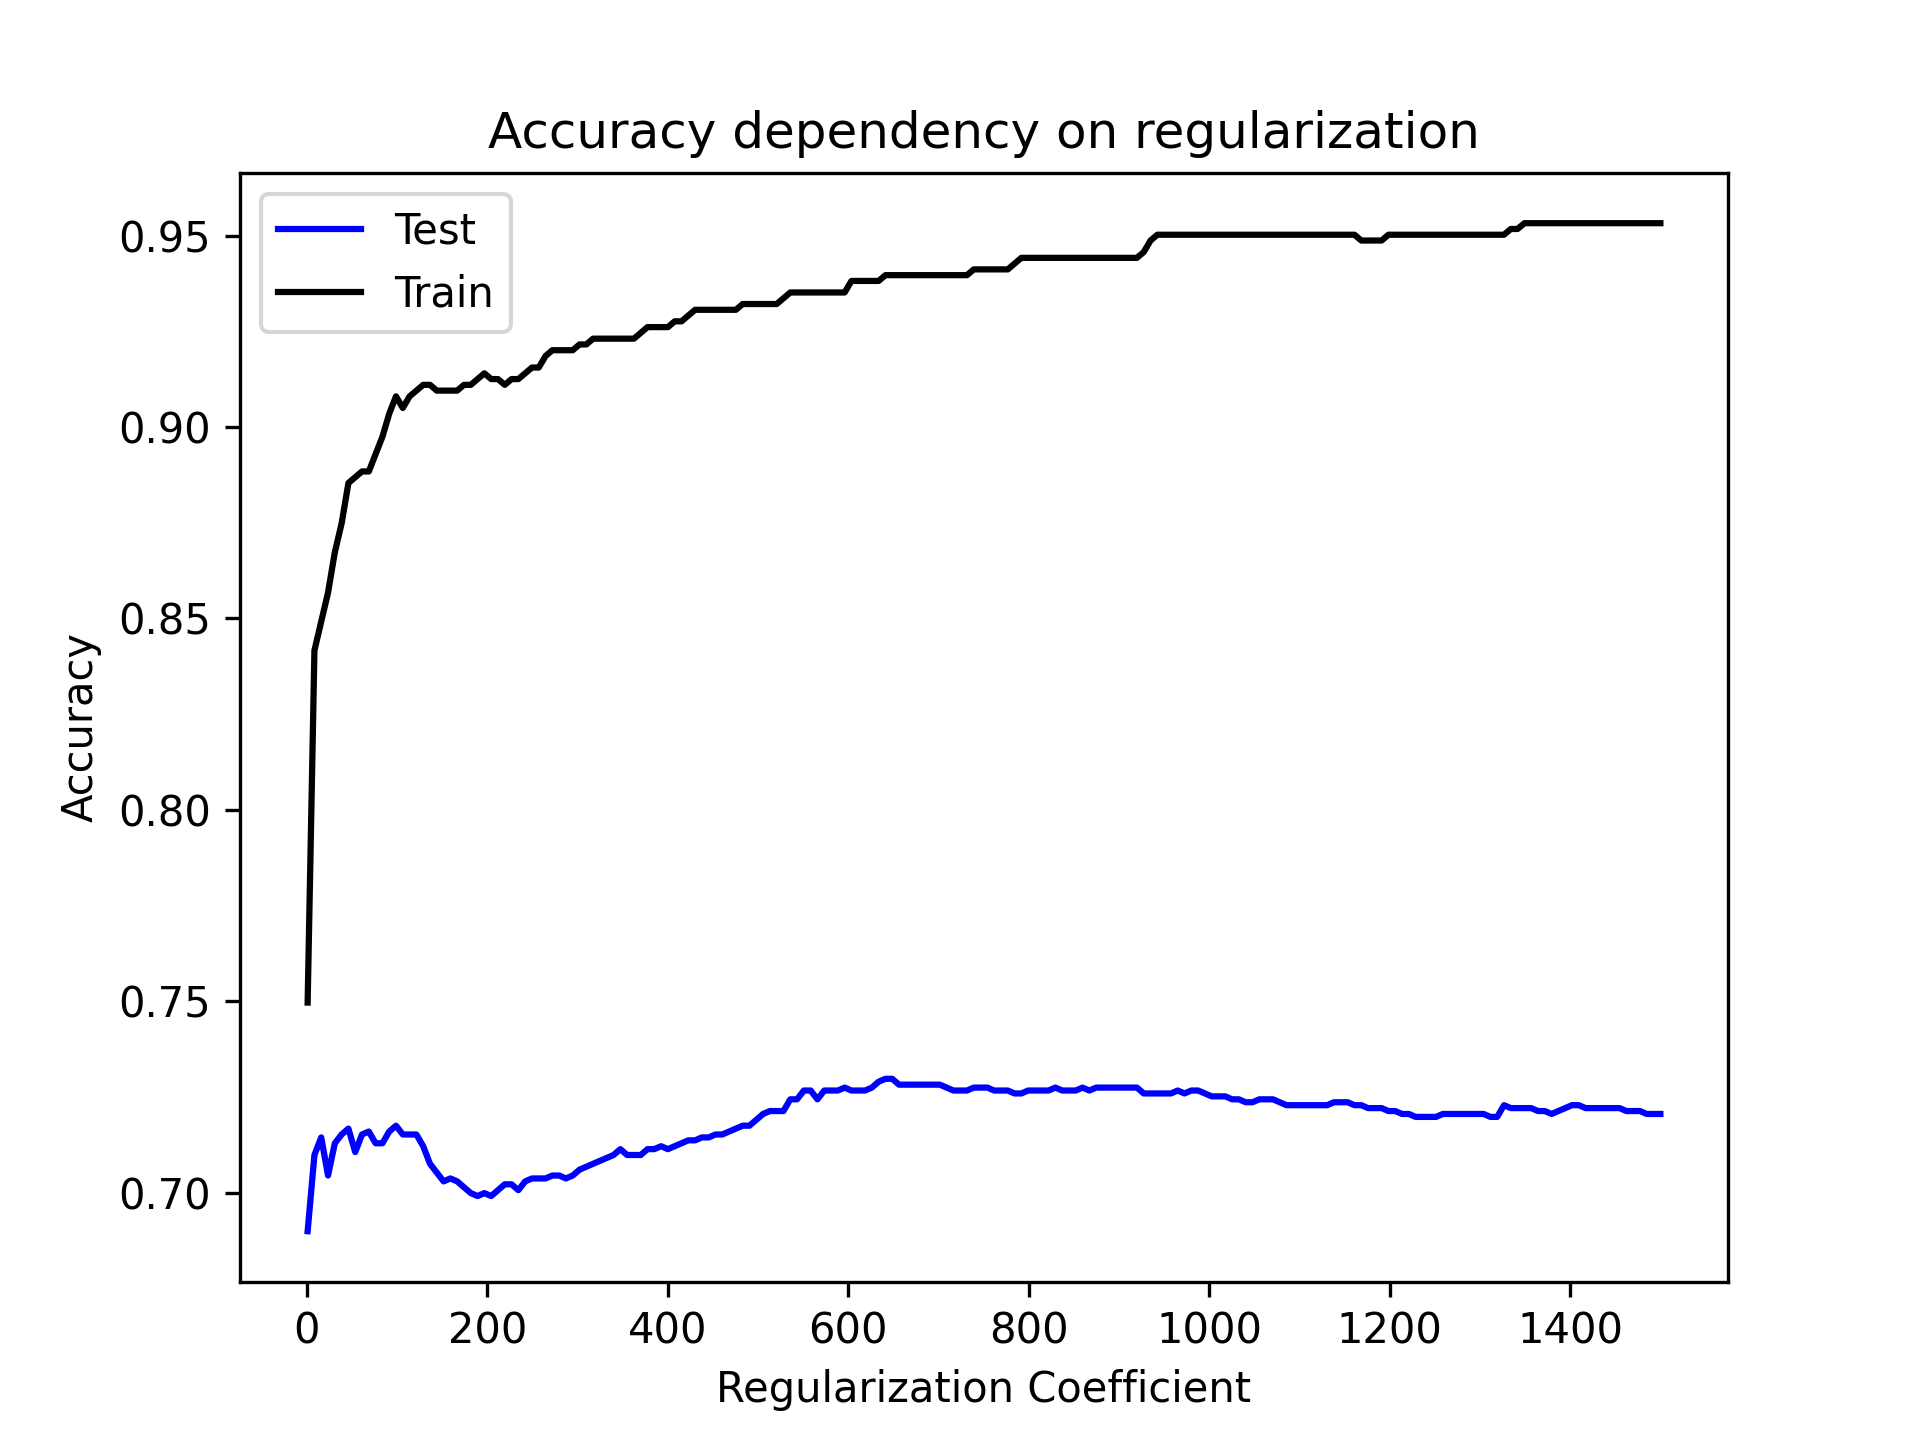 Accuracy dependency on regularization
Test
Train
0.95
0.90
0.85
0.80
0.75
0.70
Accuracy
0 200 400 600 800 1000 1200 1400
Regularization Coefficient